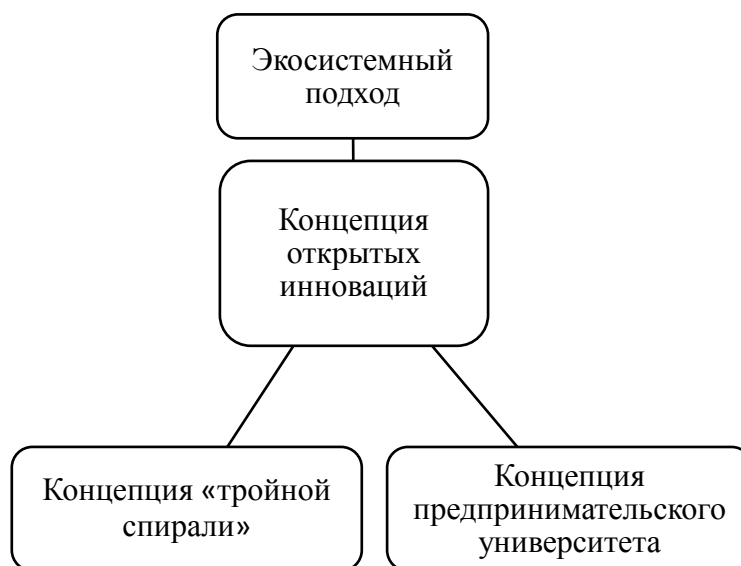 Экосистемный
подход
Концепция
открытых
инноваций
Концепция «тройной
спирали»
Концепция
предпринимательского
университета